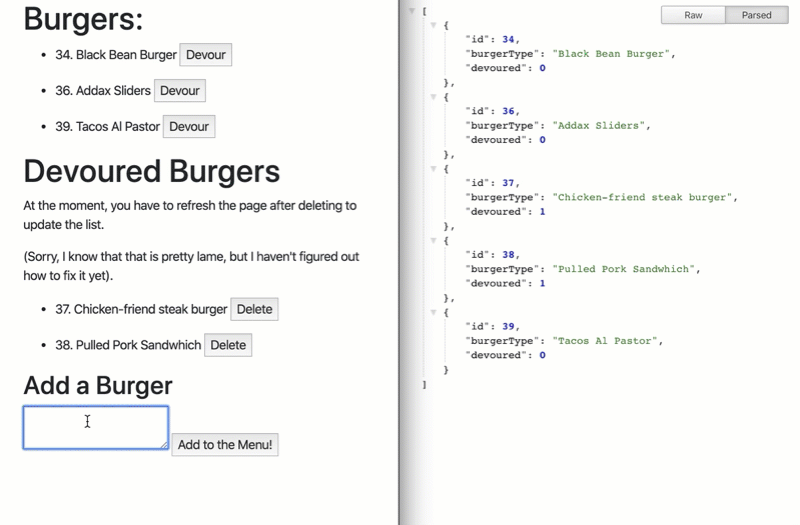 Burgers:
• 34. Black Bean Burger Devour
• 36. Addax Sliders Devour
• 39. Tacos Al Pastor Devour
Devoured Burgers
At the moment, you have to refresh the page after deleting to
update the list.
(Sorry, I know that that is pretty lame, but I haven't figured out
how to fix it yet).
• 37. Chicken-friend steak burger Delete
• 38. Pulled Pork Sandwhich Delete
Add a Burger
Add to the Menu!
Raw Parsed
[
{
"id": 34,
"burgerType": "Black Bean Burger",
"devoured": 0
},
{
"id": 36,
"burgerType": "Addax Sliders",
"devoured": 0
},
{
"id": 37,
"burgerType": "Chicken-friend steak burger",
"devoured": 1
},
{
"id": 38,
"burgerType": "Pulled Pork Sandwhich",
"devoured": 1
},
{
"id": 39,
"burgerType": "Tacos Al Pastor",
"devoured": 0
}
]